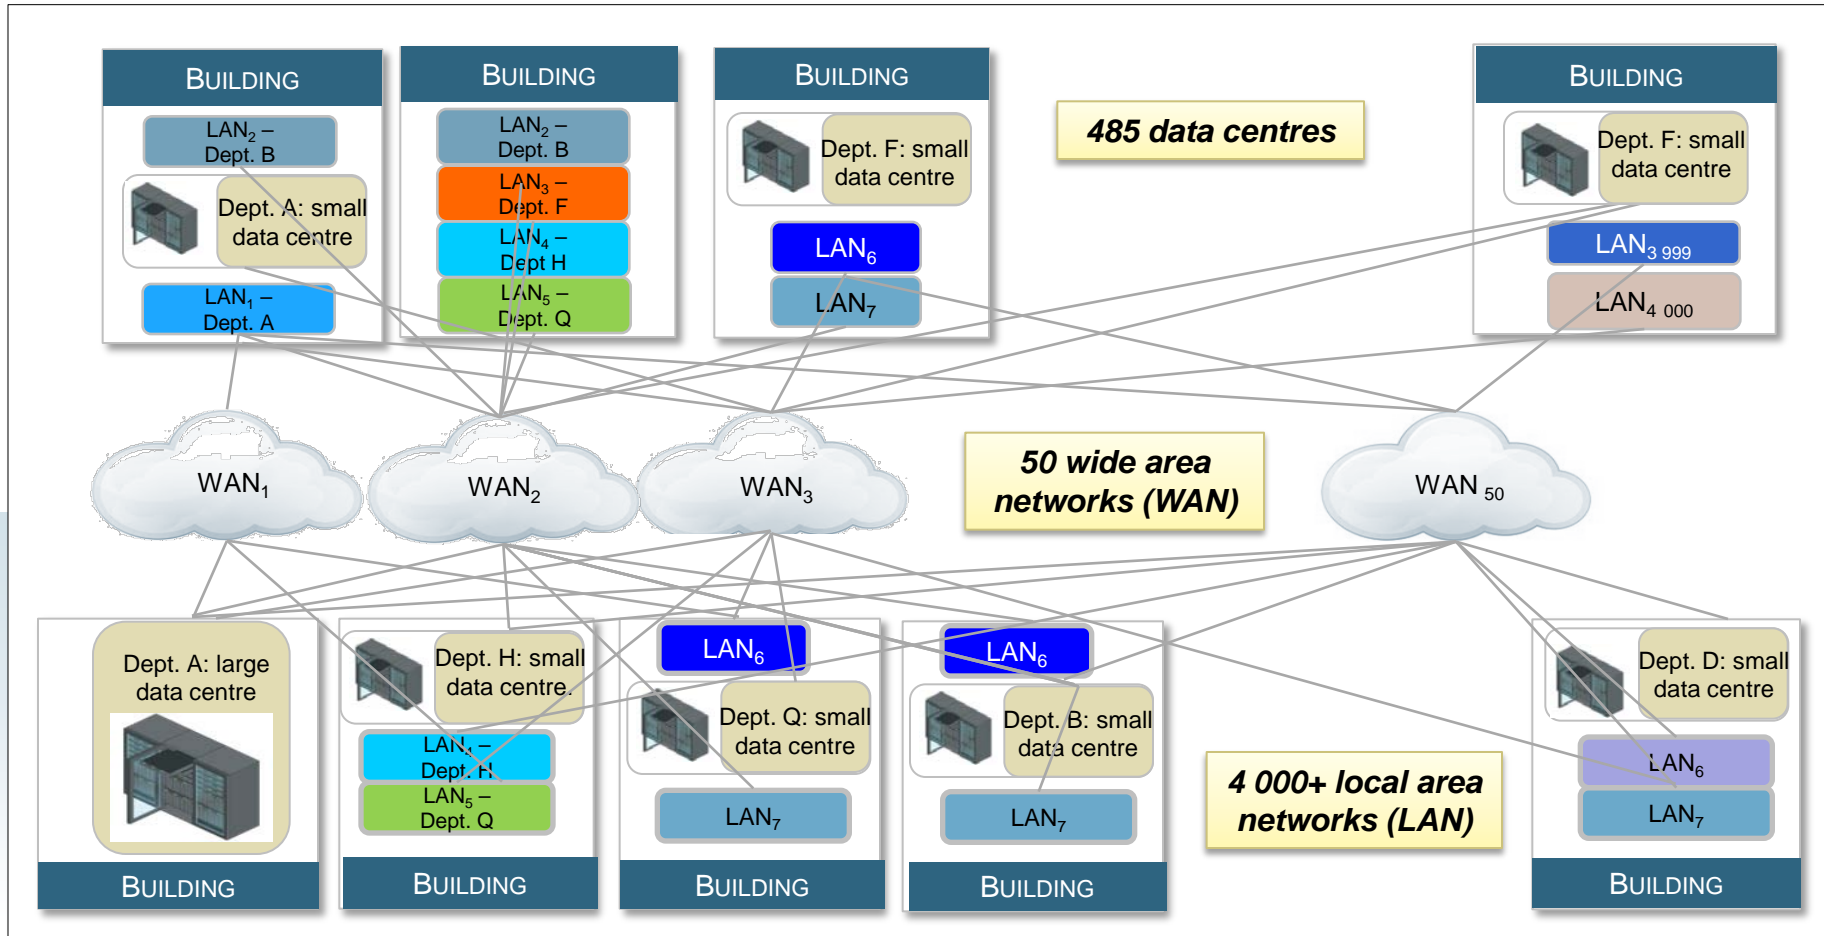 BUILDING
LAN2 –
Dept. B
Dept. A: small
data centre
LAN1 –
Dept. A
BUILDING
LAN2 –
Dept. B
LAN3 –
Dept. F
LAN4 –
Dept H
LAN5 –
Dept. Q
BUILDING
Dept. F: small
data centre
LAN6
LAN7
485 data centres
BUILDING
Dept. F: small
data centre
LAN3 999
LAN4 000
WAN1
WAN2
WAN3
50 wide area
networks (WAN)
WAN 50
Dept. A: large
data centre
BUILDING
Dept. H: small
data centre.
LAN4 –
Dept. H
LAN5 –
Dept. Q
BUILDING
LAN6
Dept. Q: small
data centre
LAN7
BUILDING
LAN6
Dept. B: small
data centre
LAN7
BUILDING
4 000+ local area
networks (LAN)
Dept. D: small
data centre
LAN6
LAN7
BUILDING